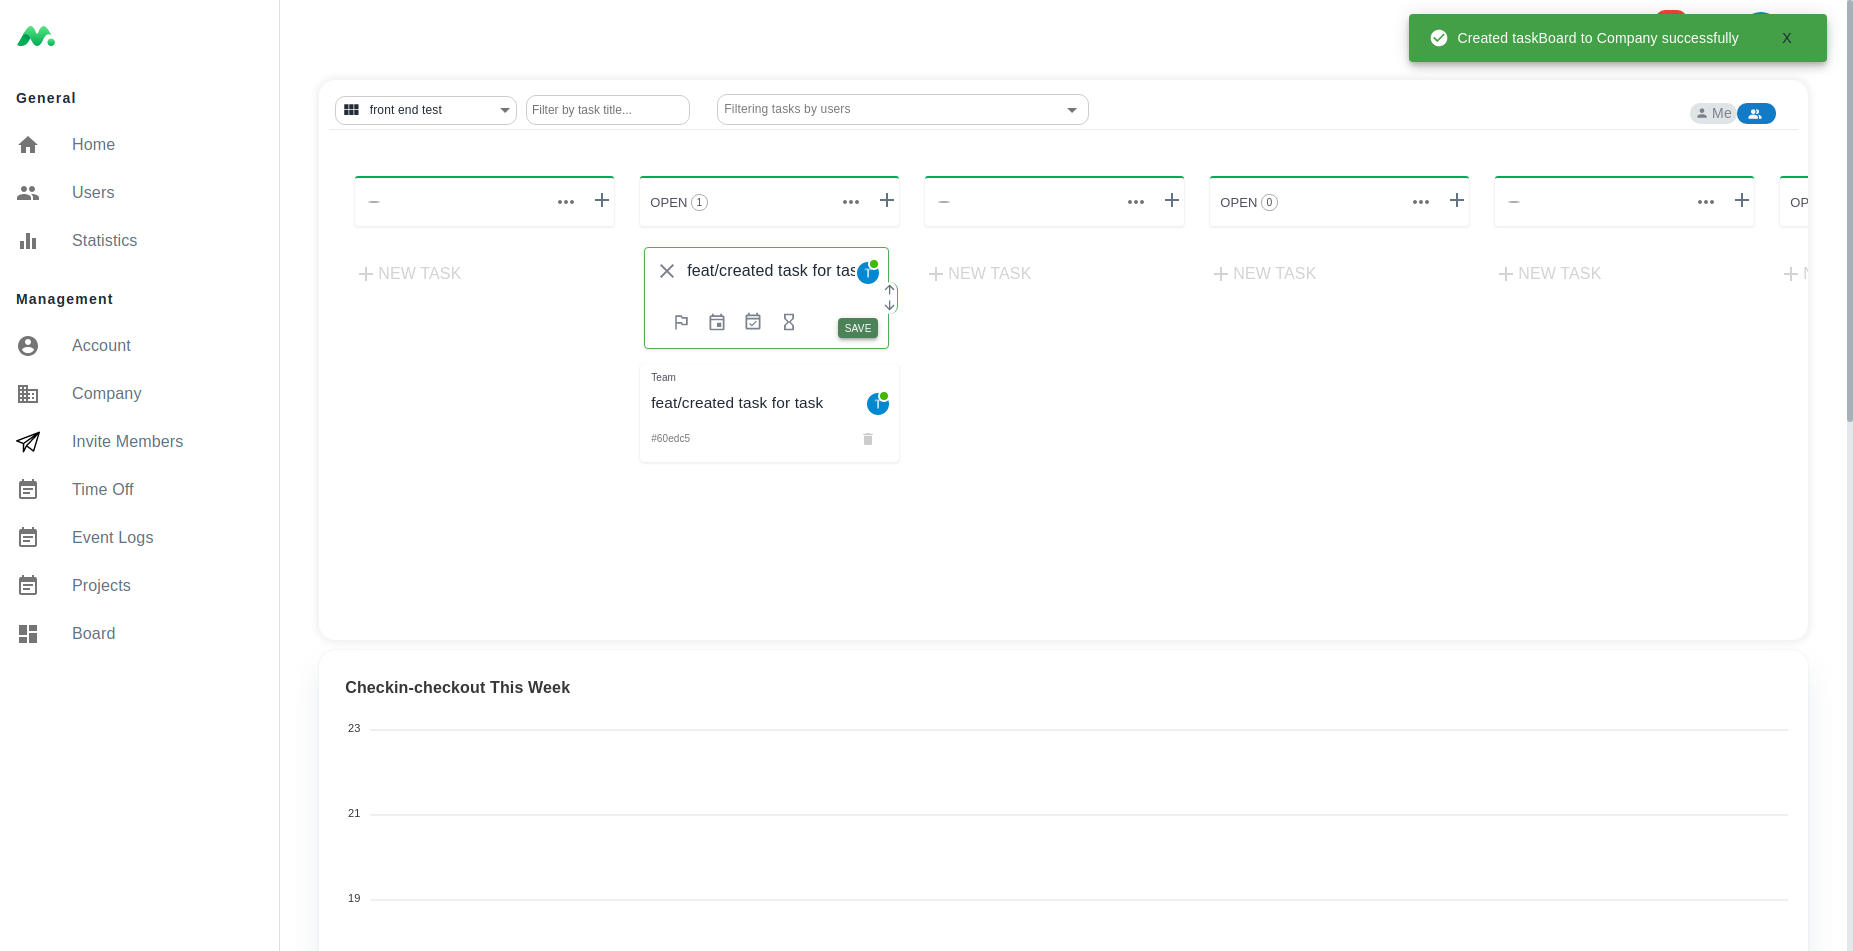 Created taskBoard to Company successfully X
General
Home
Users
Statistics
Management
Account
Company
Invite Members
Time Off
Event Logs
Projects
Board
front end test
Filter by task title...
Filtering tasks by users
Me
OPEN 1
OPEN 0
OP
NEW TASK
feat/created task for tas
T
SAVE
NEW TASK
NEW TASK
NEW TASK
N
Team
feat/created task for task
T
#60edc5
Checkin-checkout This Week
23
21
19